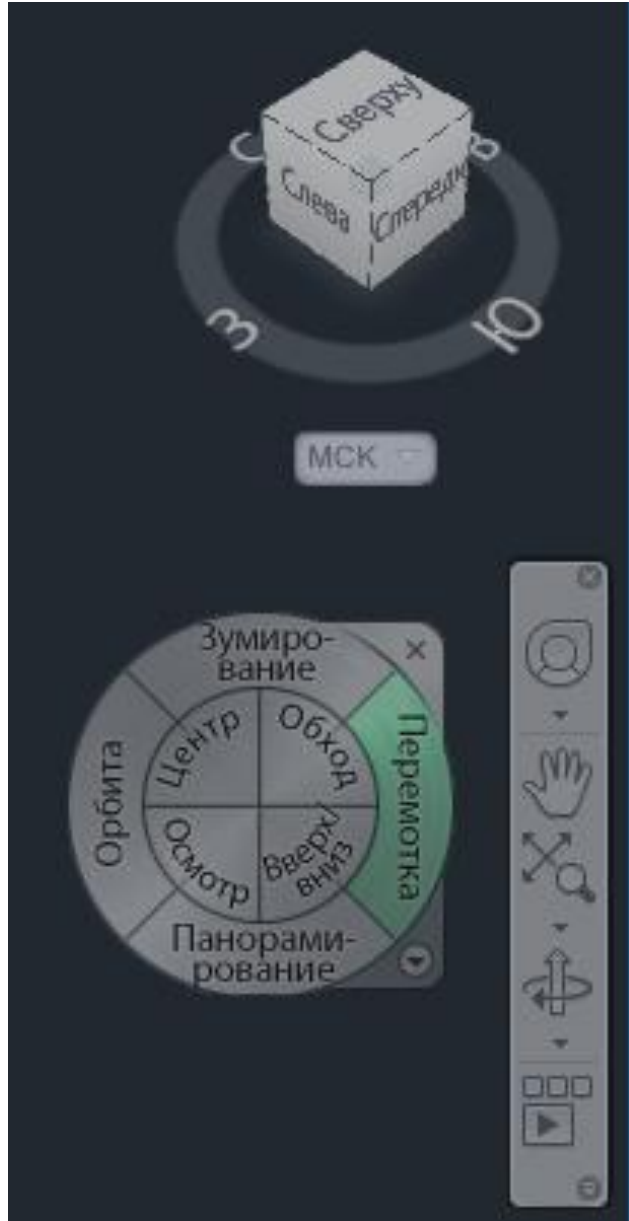 Сверху
С
В
Слева
Спереди
З
Ю
МСК
Зумиро-
вание
Центр
Обход
Перемотка
Орбита
Осмотр
Вверх/
вниз
Панорами-
рование